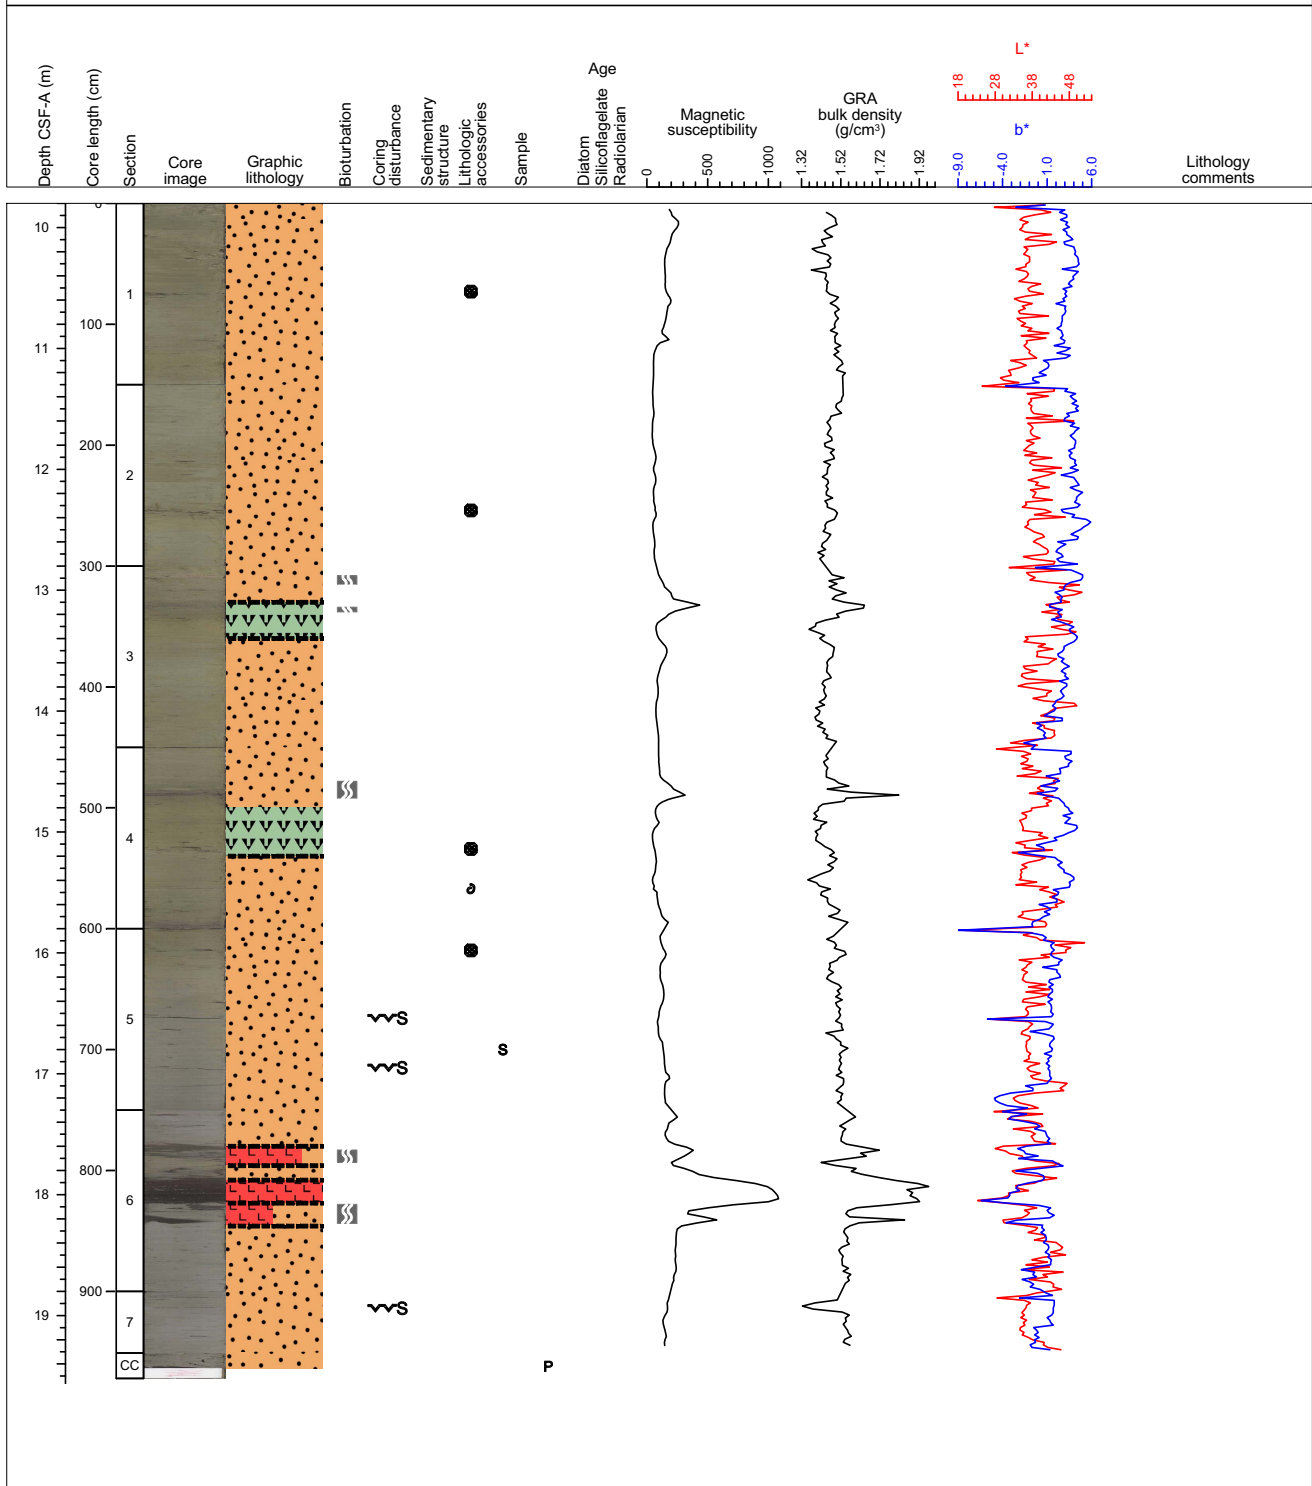 Depth CSF-A (m)
Core length (cm)
Section
Core
image
Graphic
lithology
Bioturbation
Coring
disturbance
Sedimentary
structure
Lithologic
accessories
Sample
Age
Diatom
Silicoflagelate
Radiolarian
Magnetic
susceptibility
0 500 1000
GRA
bulk density
(g/cm³)
1.32 1.52 1.72 1.92
L*
18 28 38 48
b*
-9.0 -4.0 1.0 6.0
Lithology
comments
0
10
1
100
11
200
12
2
300
13
3
400
14
4
500
15
600
16
S
5
S
700
17
S
800
18
6
900
S
19
7
CC
P